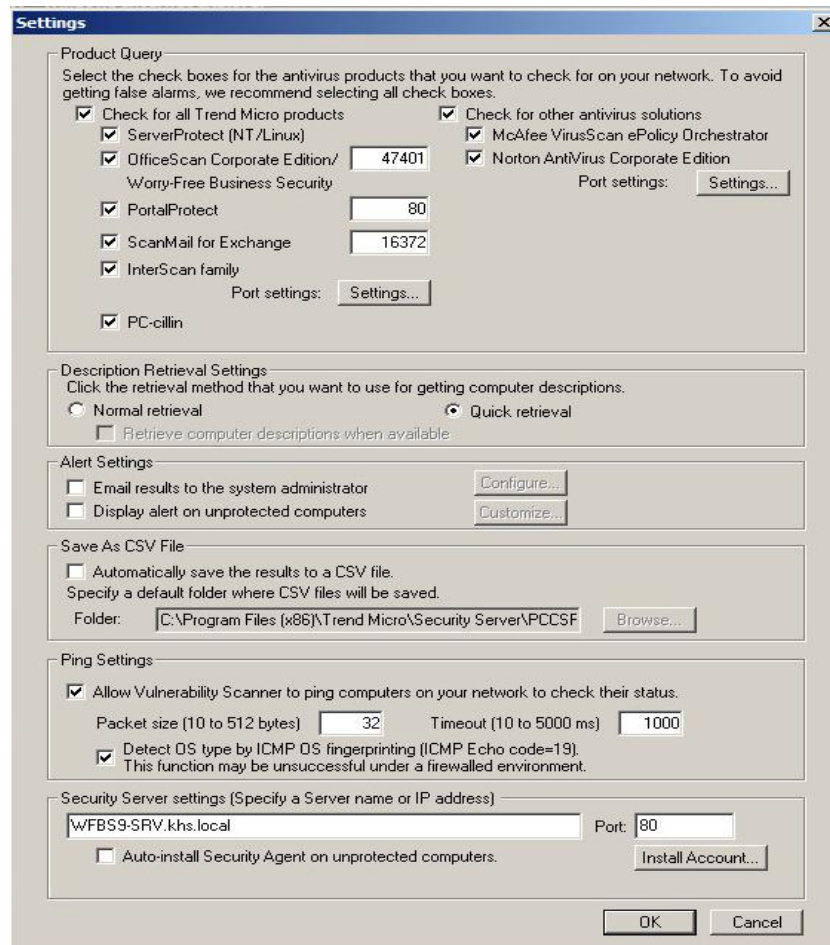 Settings
Product Query
Select the check boxes for the antivirus products that you want to check for on your network. To avoid
getting false alarms, we recommend selecting all check boxes.
Check for all Trend Micro products
ServerProtect (NT/Linux)
OfficeScan Corporate Edition/ 47401
Worry-Free Business Security
PortalProtect 80
ScanMail for Exchange 16372
InterScan family
Port settings: Settings...
PC-cillin
Check for other antivirus solutions
McAfee VirusScan ePolicy Orchestrator
Norton AntiVirus Corporate Edition
Port settings: Settings...
Description Retrieval Settings
Click the retrieval method that you want to use for getting computer descriptions.
Normal retrieval Quick retrieval
Retrieve computer descriptions when available
Alert Settings
Email results to the system administrator Configure...
Display alert on unprotected computers Customize...
Save As CSV File
Automatically save the results to a CSV file.
Specify a default folder where CSV files will be saved.
Folder: C:\Program Files (x86)\Trend Micro\Security Server\PCCSF Browse...
Ping Settings
Allow Vulnerability Scanner to ping computers on your network to check their status.
Packet size (10 to 512 bytes) 32 Timeout (10 to 5000 ms) 1000
Detect OS type by ICMP OS fingerprinting (ICMP Echo code=19).
This function may be unsuccessful under a firewalled environment.
Security Server settings (Specify a Server name or IP address)
WFBS9-SRV.khs.local Port: 80
Auto-install Security Agent on unprotected computers. Install Account...
OK Cancel